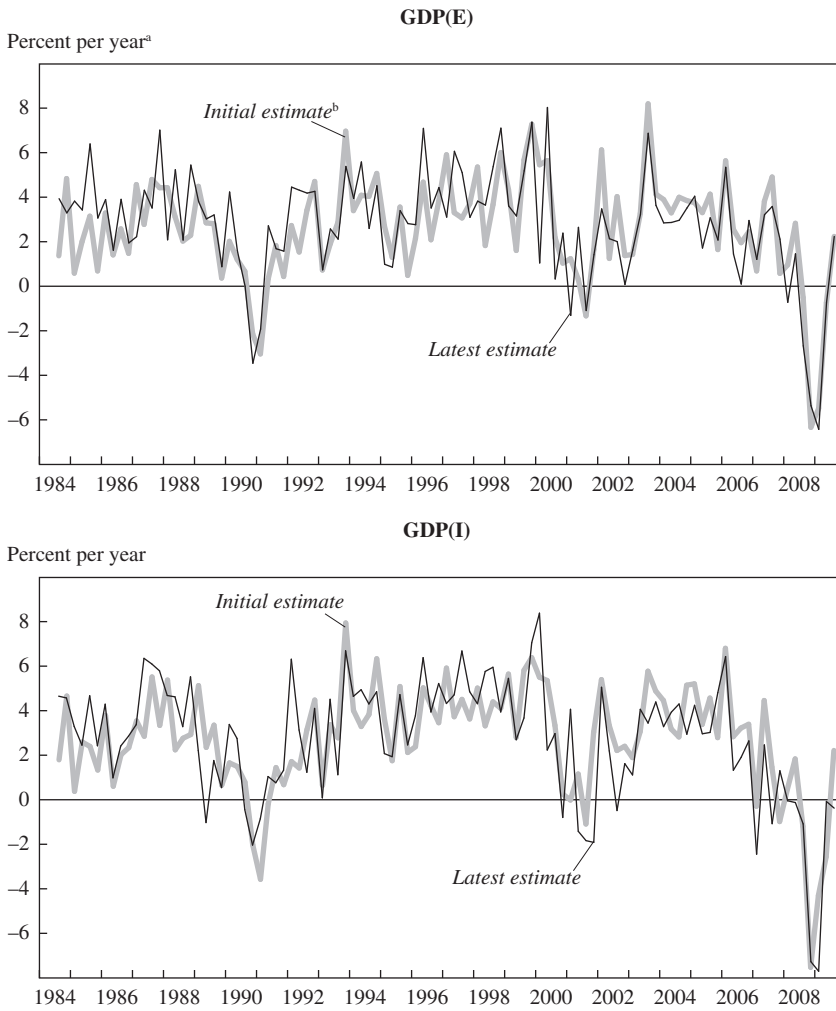 GDP(E)
Percent per yearᵃ
Initial estimateᵇ
8
6
4
2
0
Latest estimate
–2
–4
–6
1984 1986 1988 1990 1992 1994 1996 1998 2000 2002 2004 2006 2008
GDP(I)
Percent per year
Initial estimate
8
6
4
2
0
–2
Latest estimate
–4
–6
1984 1986 1988 1990 1992 1994 1996 1998 2000 2002 2004 2006 2008